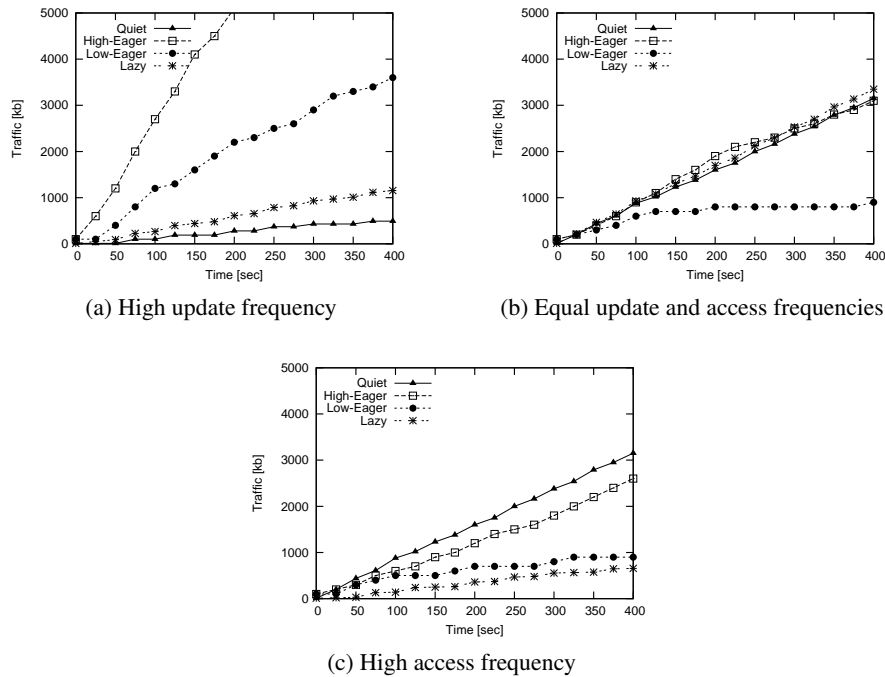 5000
4000
3000
2000
1000
0
Traffic [kb]
Quiet
High-Eager
Low-Eager
Lazy
0 50 100 150 200 250 300 350 400
Time [sec]
(a) High update frequency
5000
4000
3000
2000
1000
0
Traffic [kb]
Quiet
High-Eager
Low-Eager
Lazy
0 50 100 150 200 250 300 350 400
Time [sec]
(b) Equal update and access frequencies
5000
4000
3000
2000
1000
0
Traffic [kb]
Quiet
High-Eager
Low-Eager
Lazy
0 50 100 150 200 250 300 350 400
Time [sec]
(c) High access frequency